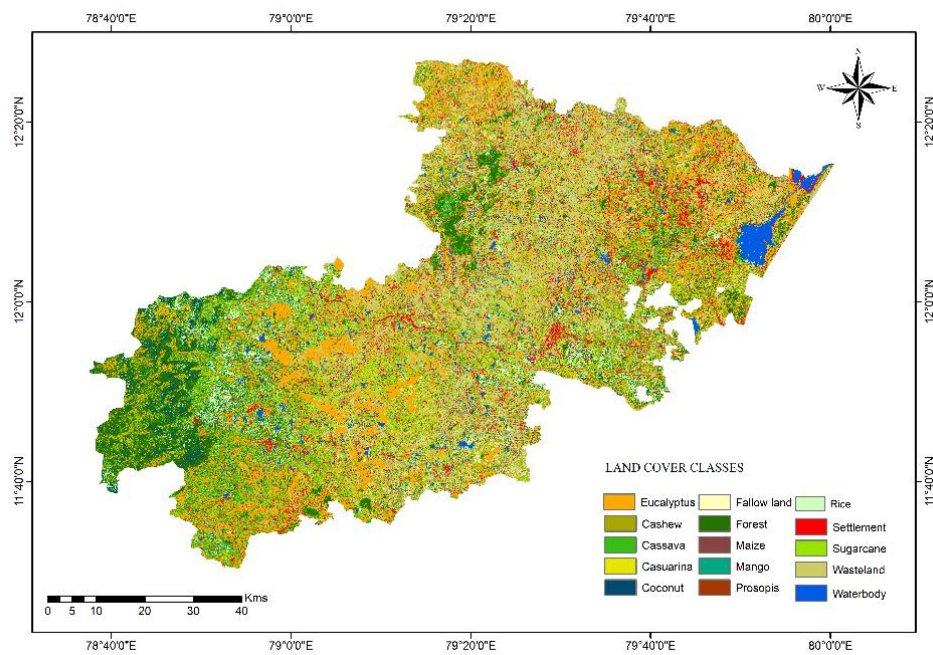 78°40'0"E 79°0'0"E 79°20'0"E 79°40'0"E 80°0'0"E
N
W E
S
12°20'0"N 12°20'0"N
12°0'0"N 12°0'0"N
11°40'0"N 11°40'0"N
LAND COVER CLASSES
Eucalyptus Fallow land Rice
Cashew Forest Settlement
Cassava Maize Sugarcane
Casuarina Mango Wasteland
Coconut Prosopis Waterbody
Kms
0 5 10 20 30 40
78°40'0"E 79°0'0"E 79°20'0"E 79°40'0"E 80°0'0"E